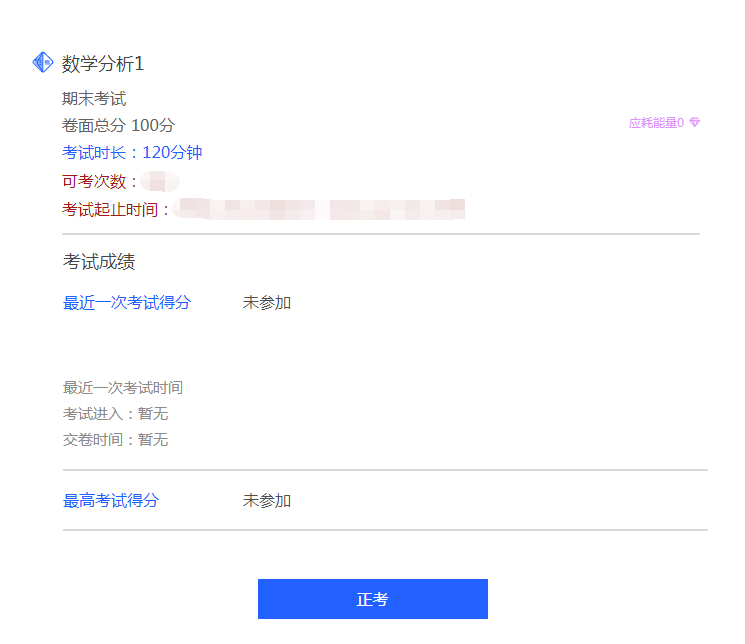 数学分析1
期末考试
卷面总分 100分
应耗能量0
考试时长：120分钟
可考次数：
考试起止时间：
考试成绩
最近一次考试得分 未参加
最近一次考试时间
考试进入：暂无
交卷时间：暂无
最高考试得分 未参加
正考